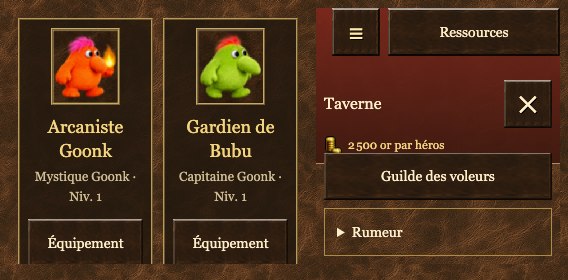 Arcaniste
Goonk
Mystique Goonk ·
Niv. 1
Équipement
Gardien de
Bubu
Capitaine Goonk ·
Niv. 1
Équipement
Ressources
Taverne
2 500 or par héros
Guilde des voleurs
Rumeur